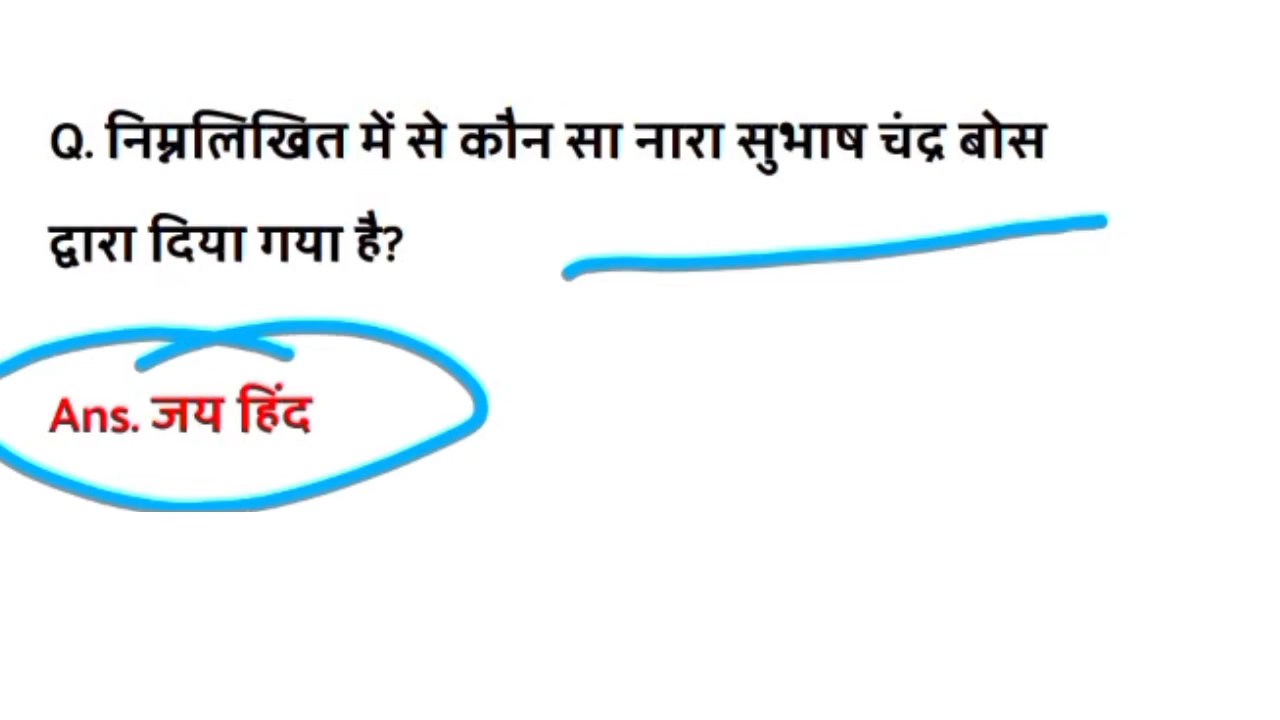 Q. निम्नलिखित में से कौन सा नारा सुभाष चंद्र बोस
द्वारा दिया गया है?
Ans. जय हिंद